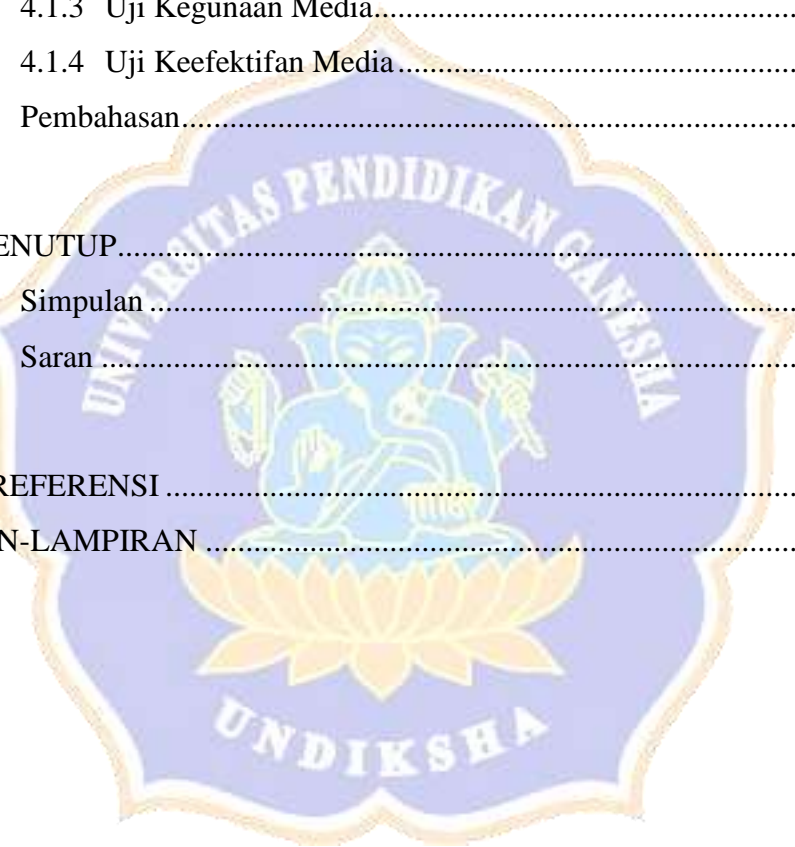 4.1.3 Uji Kegunaan Media....................................................
4.1.4 Uji Keefektifan Media.................................................
Pembahasan..............................................................................
ENUTUP......................................................................................
Simpulan...................................................................................
Saran.........................................................................................
REFERENSI................................................................................
N-LAMPIRAN...........................................................................
UNIVERSITAS PENDIDIKAN GANESHA
UNDIKSHA